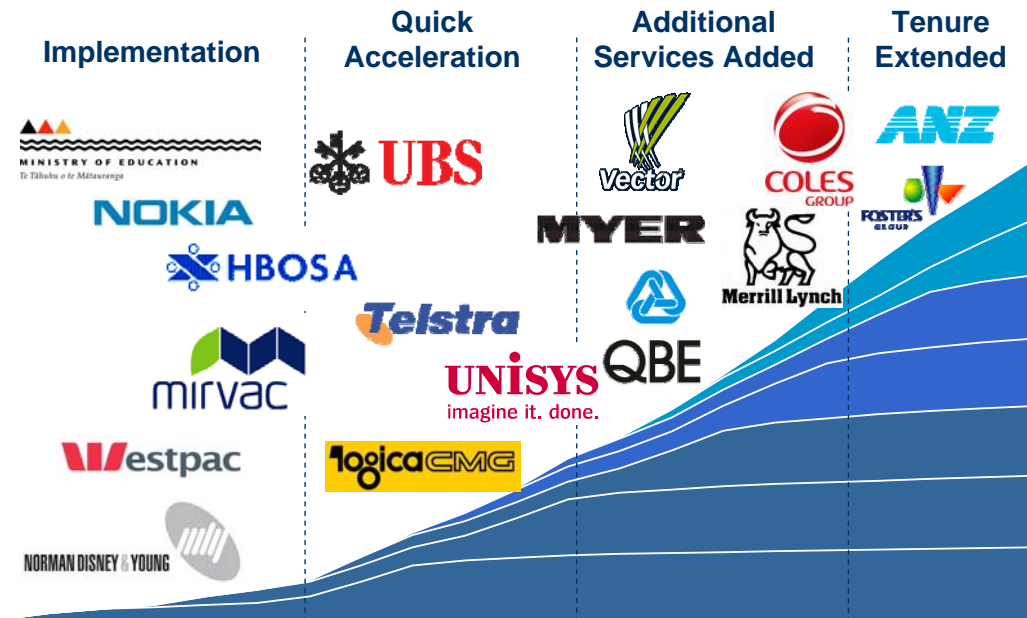 Implementation
Quick
Acceleration
Additional
Services Added
Tenure
Extended
MINISTRY OF EDUCATION
Te Tāhuhu o te Mātauranga
NOKIA
HBOSA
mirvac
Westpac
NORMAN DISNEY & YOUNG
UBS
Telstra
UNiSYS
imagine it. done.
logicaCMG
Vector
COLES
GROUP
MYER
Merrill Lynch
QBE
ANZ
FOSTER'S
GROUP